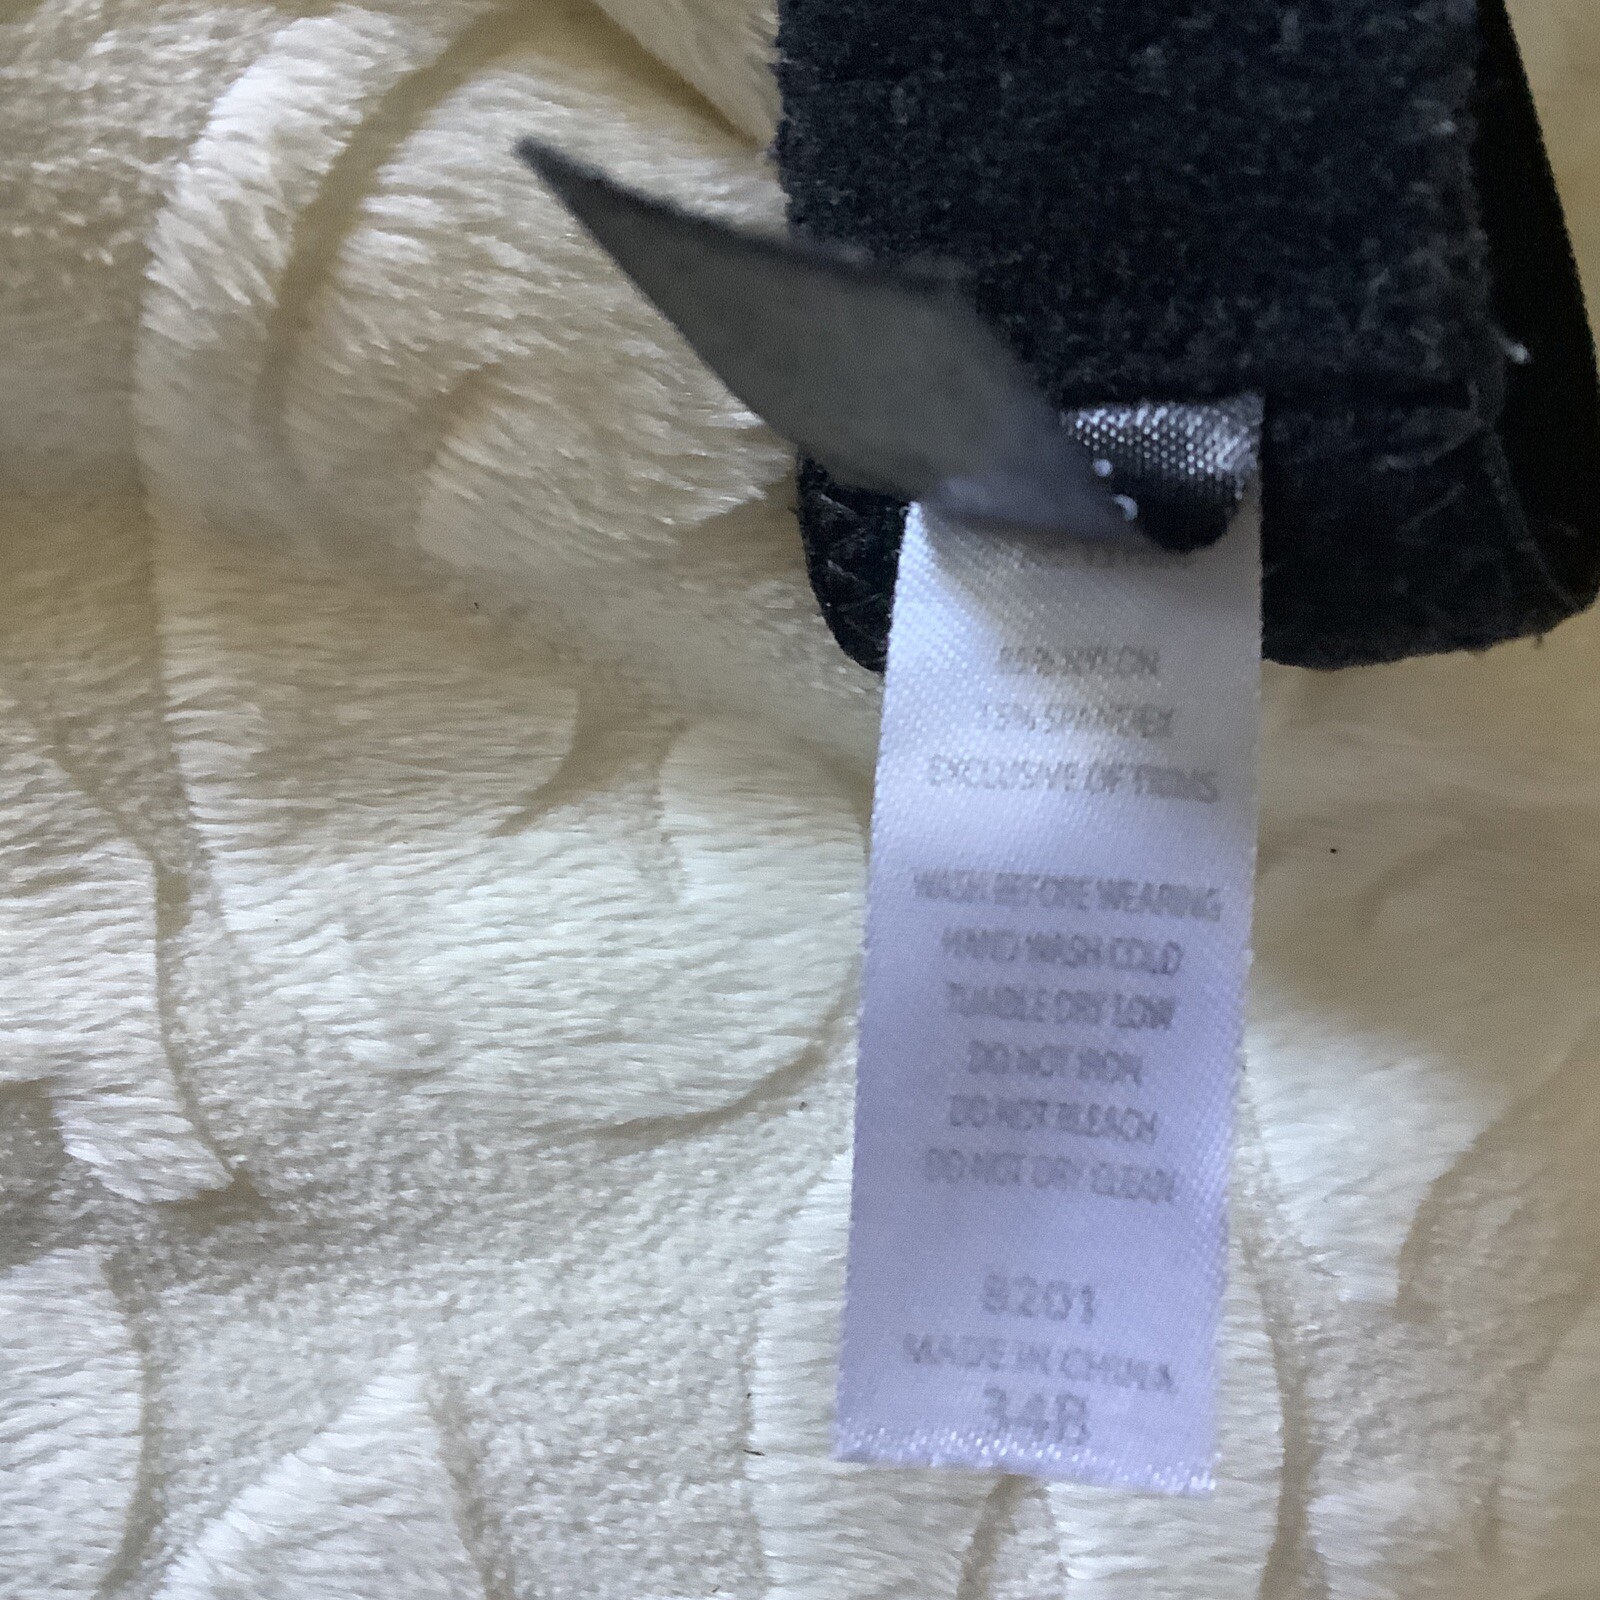 NYLON
15% SPANDEX
EXCLUSIVE OF TRIMS
WASH BEFORE WEARING
HAND WASH COLD
TUMBLE DRY LOW
DO NOT IRON
DO NOT BLEACH
DO NOT DRY CLEAN
8201
MADE IN CHINA
34B